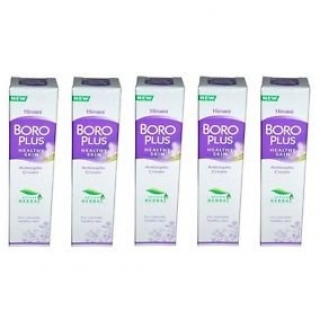 NEW
Himani
BORO
PLUS
HEALTHY
SKIN
Antiseptic
Cream
HERBAL
NEW
Himani
BORO
PLUS
HEALTHY
SKIN
Antiseptic
Cream
HERBAL
NEW
Himani
BORO
PLUS
HEALTHY
SKIN
Antiseptic
Cream
HERBAL
NEW
Himani
BORO
PLUS
HEALTHY
SKIN
Antiseptic
Cream
HERBAL
NEW
Himani
BORO
PLUS
HEALTHY
SKIN
Antiseptic
Cream
HERBAL